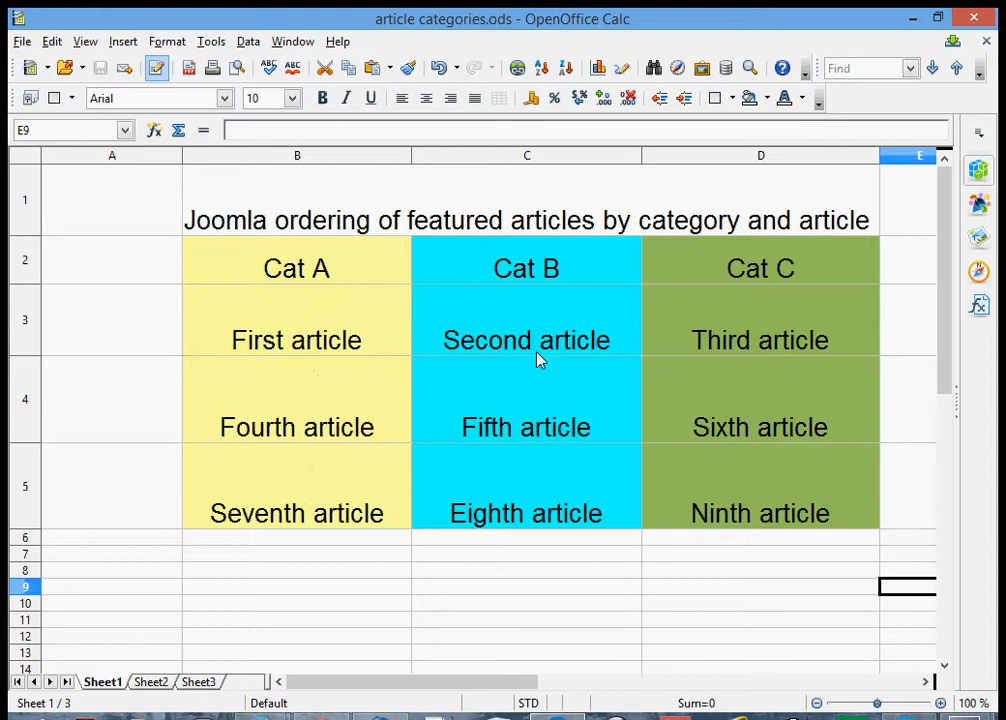 article categories.ods - OpenOffice Calc
File Edit View Insert Format Tools Data Window Help
ABC ABC Find
Arial 10 B I U %
E9 fx Σ =
A B C D E
1 Joomla ordering of featured articles by category and article
2 Cat A Cat B Cat C
3 First article Second article Third article
4 Fourth article Fifth article Sixth article
5 Seventh article Eighth article Ninth article
6
7
8
9
10
11
12
13
14
Sheet1 Sheet2 Sheet3
Sheet 1 / 3 Default STD Sum=0 100 %